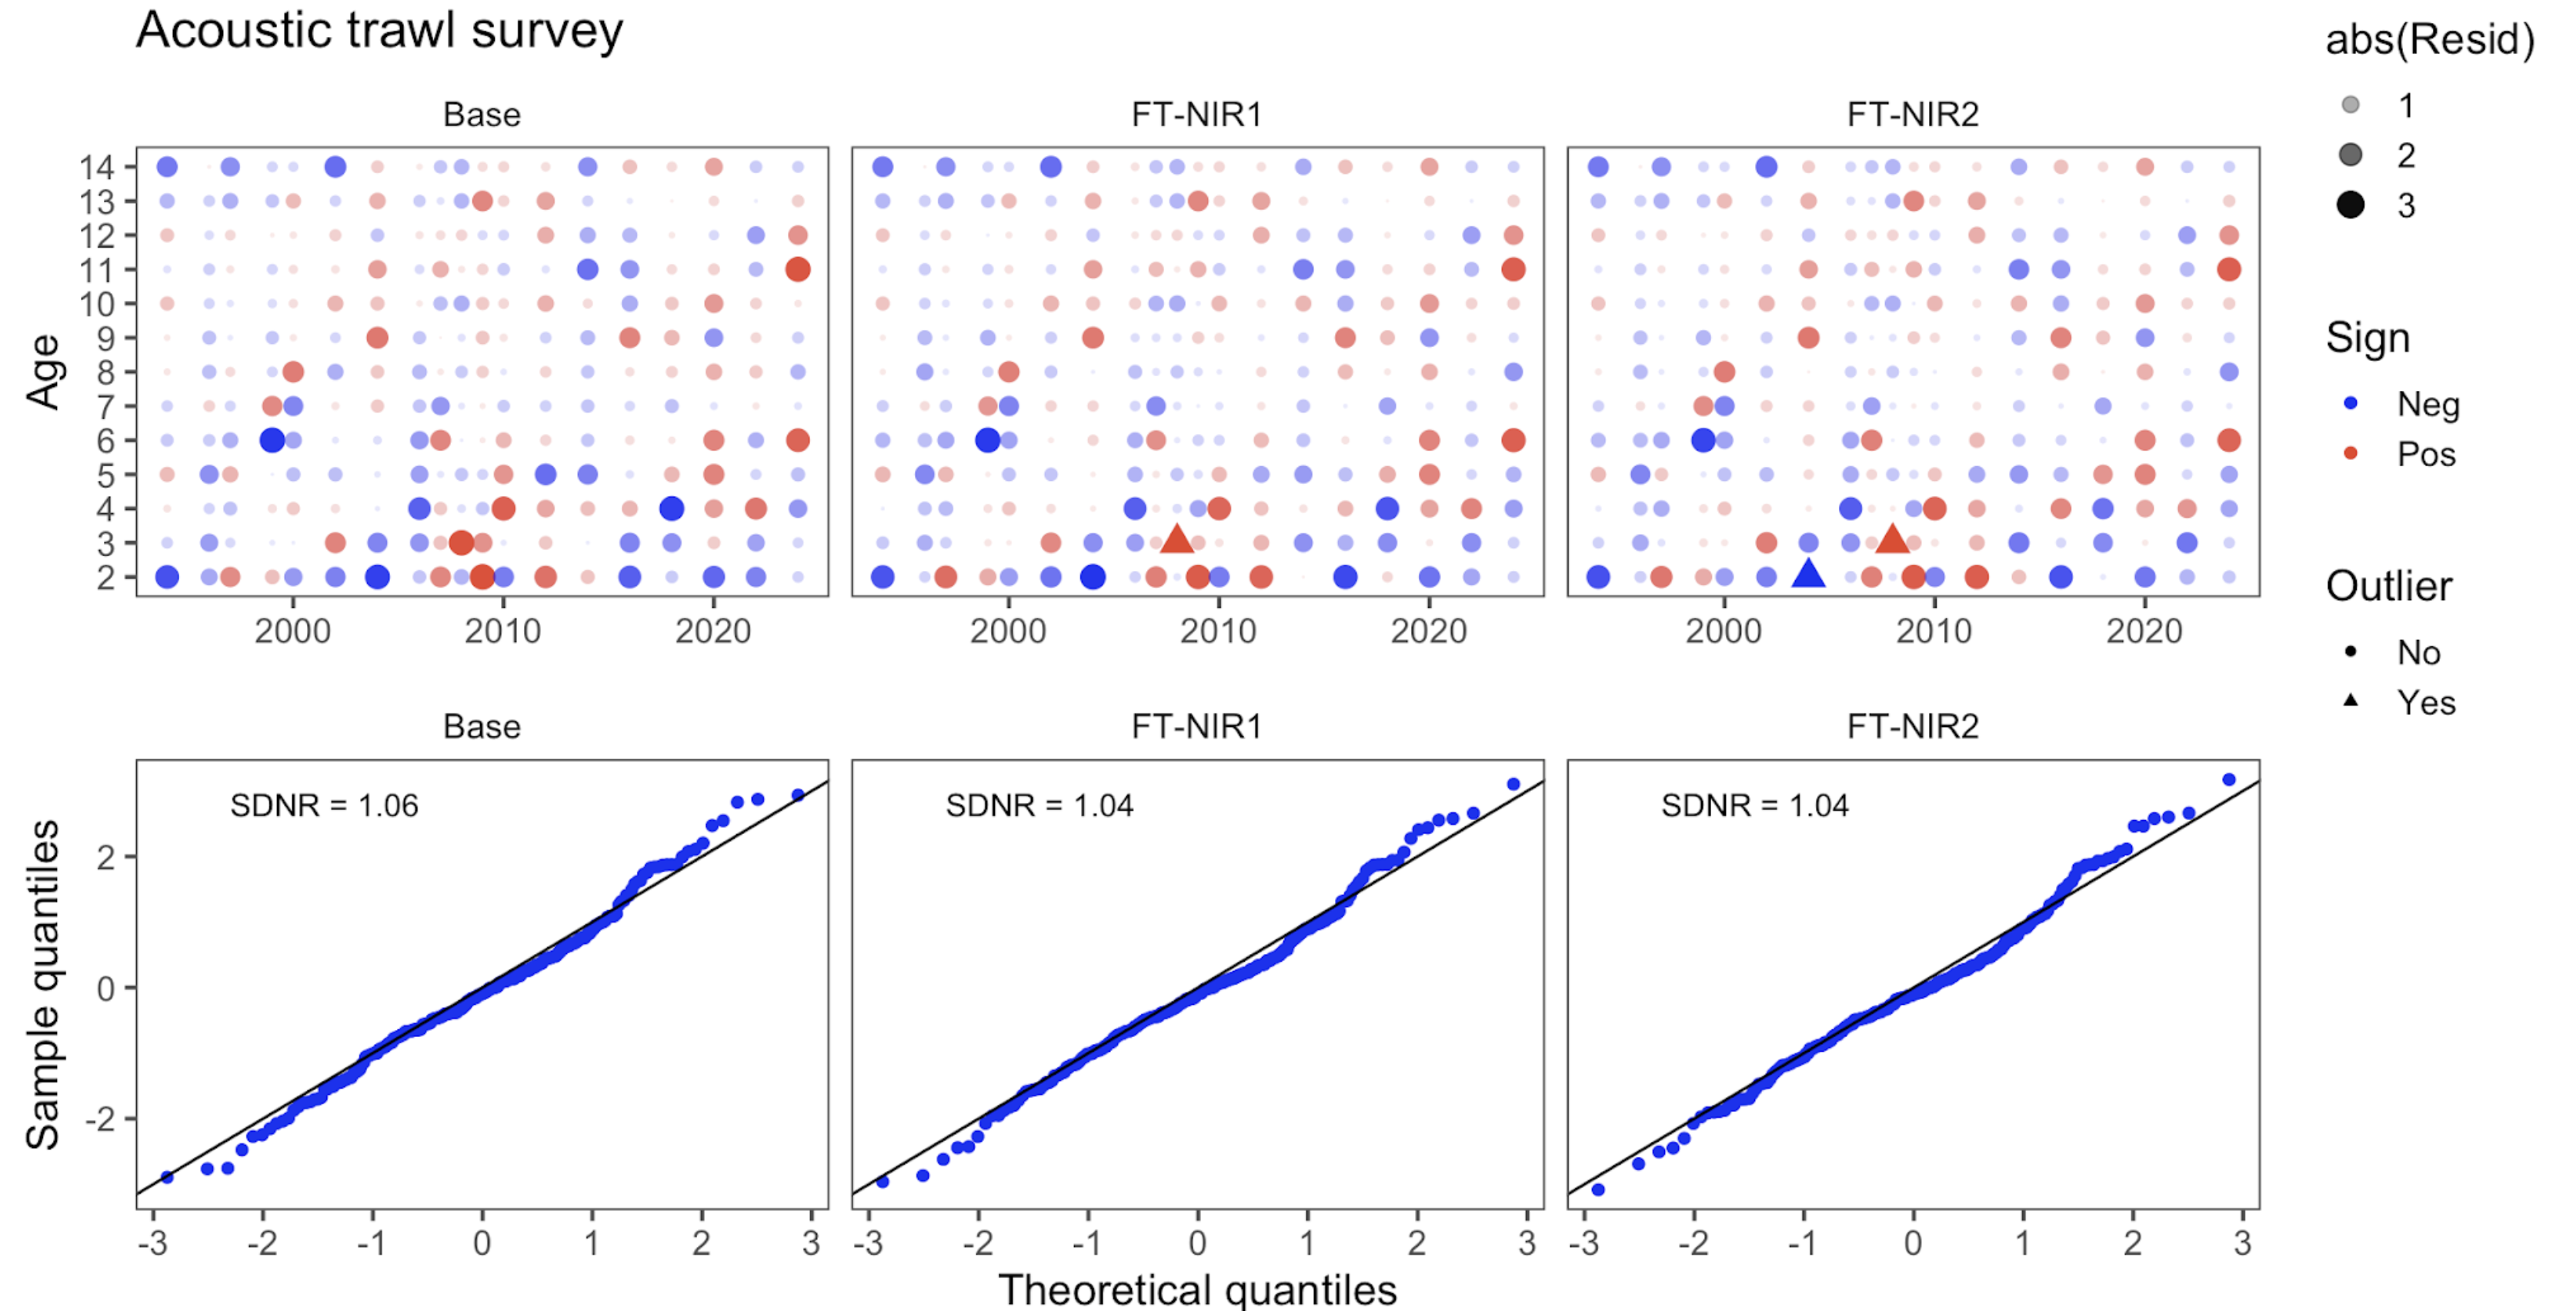 Acoustic trawl survey
Base
FT-NIR1
FT-NIR2
Age
14
13
12
11
10
9
8
7
6
5
4
3
2
2000
2010
2020
2000
2010
2020
2000
2010
2020
Base
FT-NIR1
FT-NIR2
SDNR = 1.06
SDNR = 1.04
SDNR = 1.04
Sample quantiles
2
0
-2
-3
-2
-1
0
1
2
3
-3
-2
-1
0
1
2
3
-3
-2
-1
0
1
2
3
Theoretical quantiles
abs(Resid)
1
2
3
Sign
Neg
Pos
Outlier
No
Yes